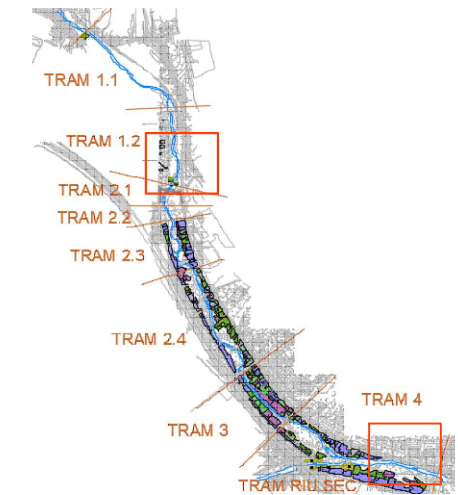 TRAM 1.1
TRAM 1.2
TRAM 2.1
TRAM 2.2
TRAM 2.3
TRAM 2.4
TRAM 4
TRAM 3
TRAM RIU SEC